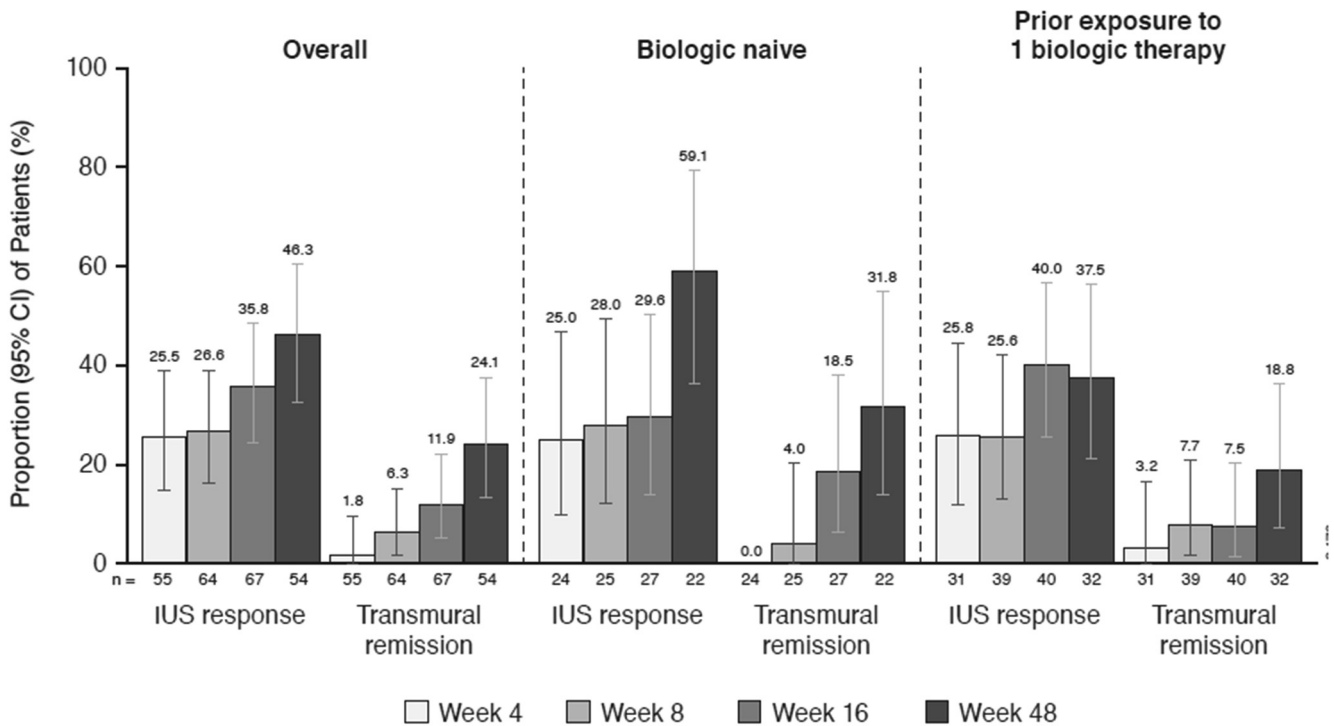 Overall
Biologic naive
Prior exposure to
1 biologic therapy
Proportion (95% CI) of Patients (%)
100
80
60
40
20
0
25.5
26.6
35.8
46.3
1.8
6.3
11.9
24.1
25.0
28.0
29.6
59.1
0.0
4.0
18.5
31.8
25.8
25.6
40.0
37.5
3.2
7.7
7.5
18.8
n = 55 64 67 54 55 64 67 54 24 25 27 22 24 25 27 22 31 39 40 32 31 39 40 32
IUS response
Transmural
remission
IUS response
Transmural
remission
IUS response
Transmural
remission
Week 4
Week 8
Week 16
Week 48